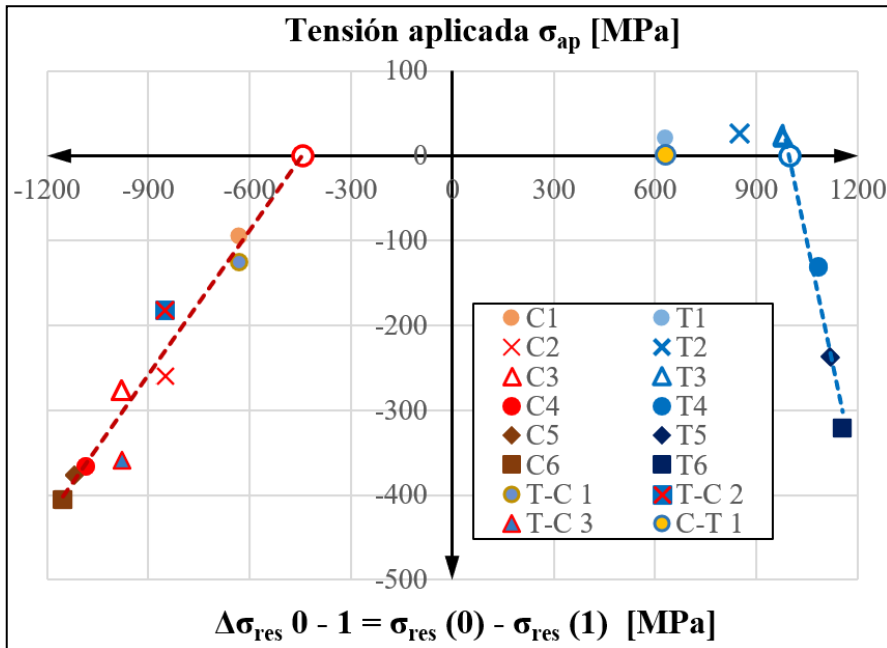 Tensión aplicada σap [MPa]
100
0
-1200 -900 -600 -300 0 300 600 900 1200
-100
-200
-300
-400
-500
C1 T1
C2 T2
C3 T3
C4 T4
C5 T5
C6 T6
T-C 1 T-C 2
T-C 3 C-T 1
Δσres 0 - 1 = σres (0) - σres (1) [MPa]